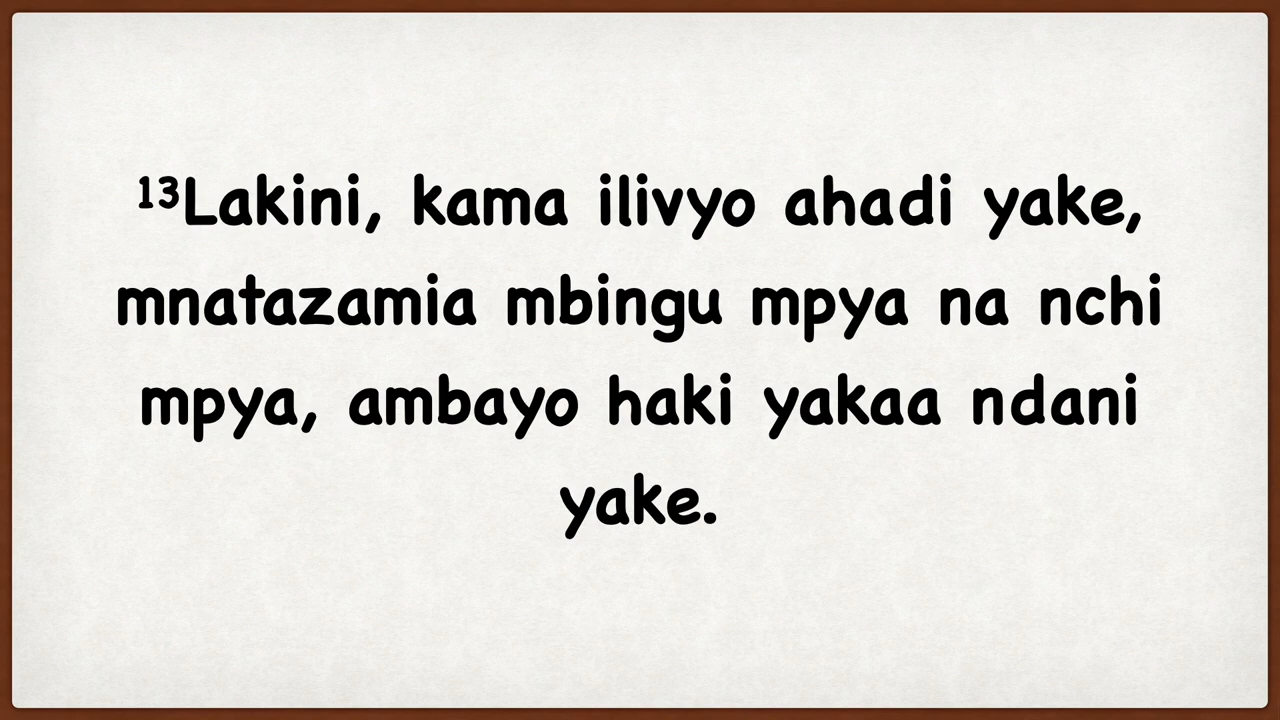 ¹³Lakini, kama ilivyo ahadi yake,
mnatazamia mbingu mpya na nchi
mpya, ambayo haki yakaa ndani
yake.